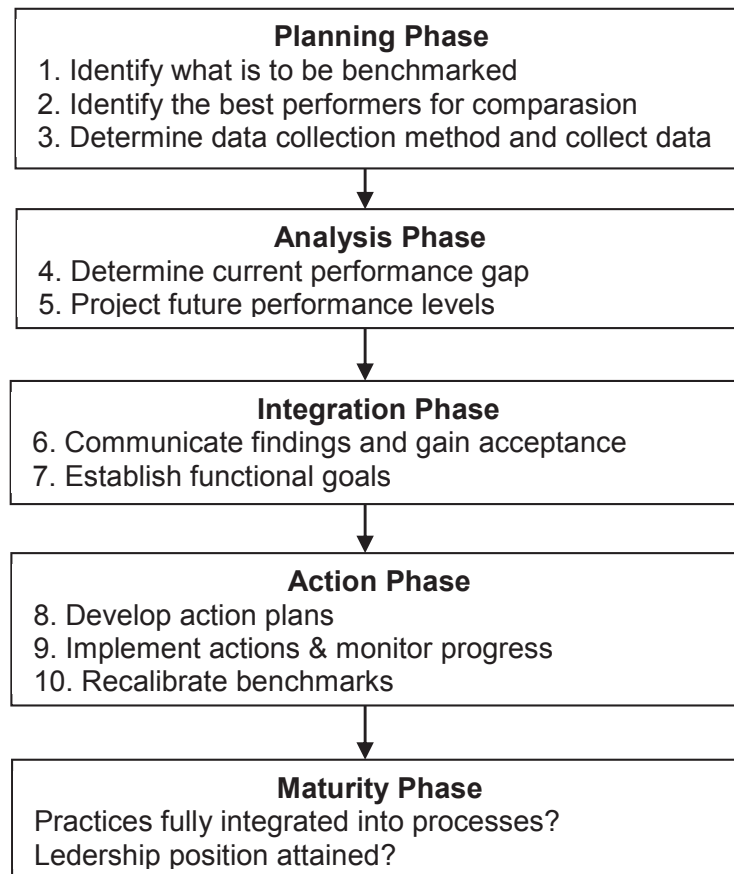 Planning Phase
1. Identify what is to be benchmarked
2. Identify the best performers for comparasion
3. Determine data collection method and collect data
Analysis Phase
4. Determine current performance gap
5. Project future performance levels
Integration Phase
6. Communicate findings and gain acceptance
7. Establish functional goals
Action Phase
8. Develop action plans
9. Implement actions & monitor progress
10. Recalibrate benchmarks
Maturity Phase
Practices fully integrated into processes?
Ledership position attained?